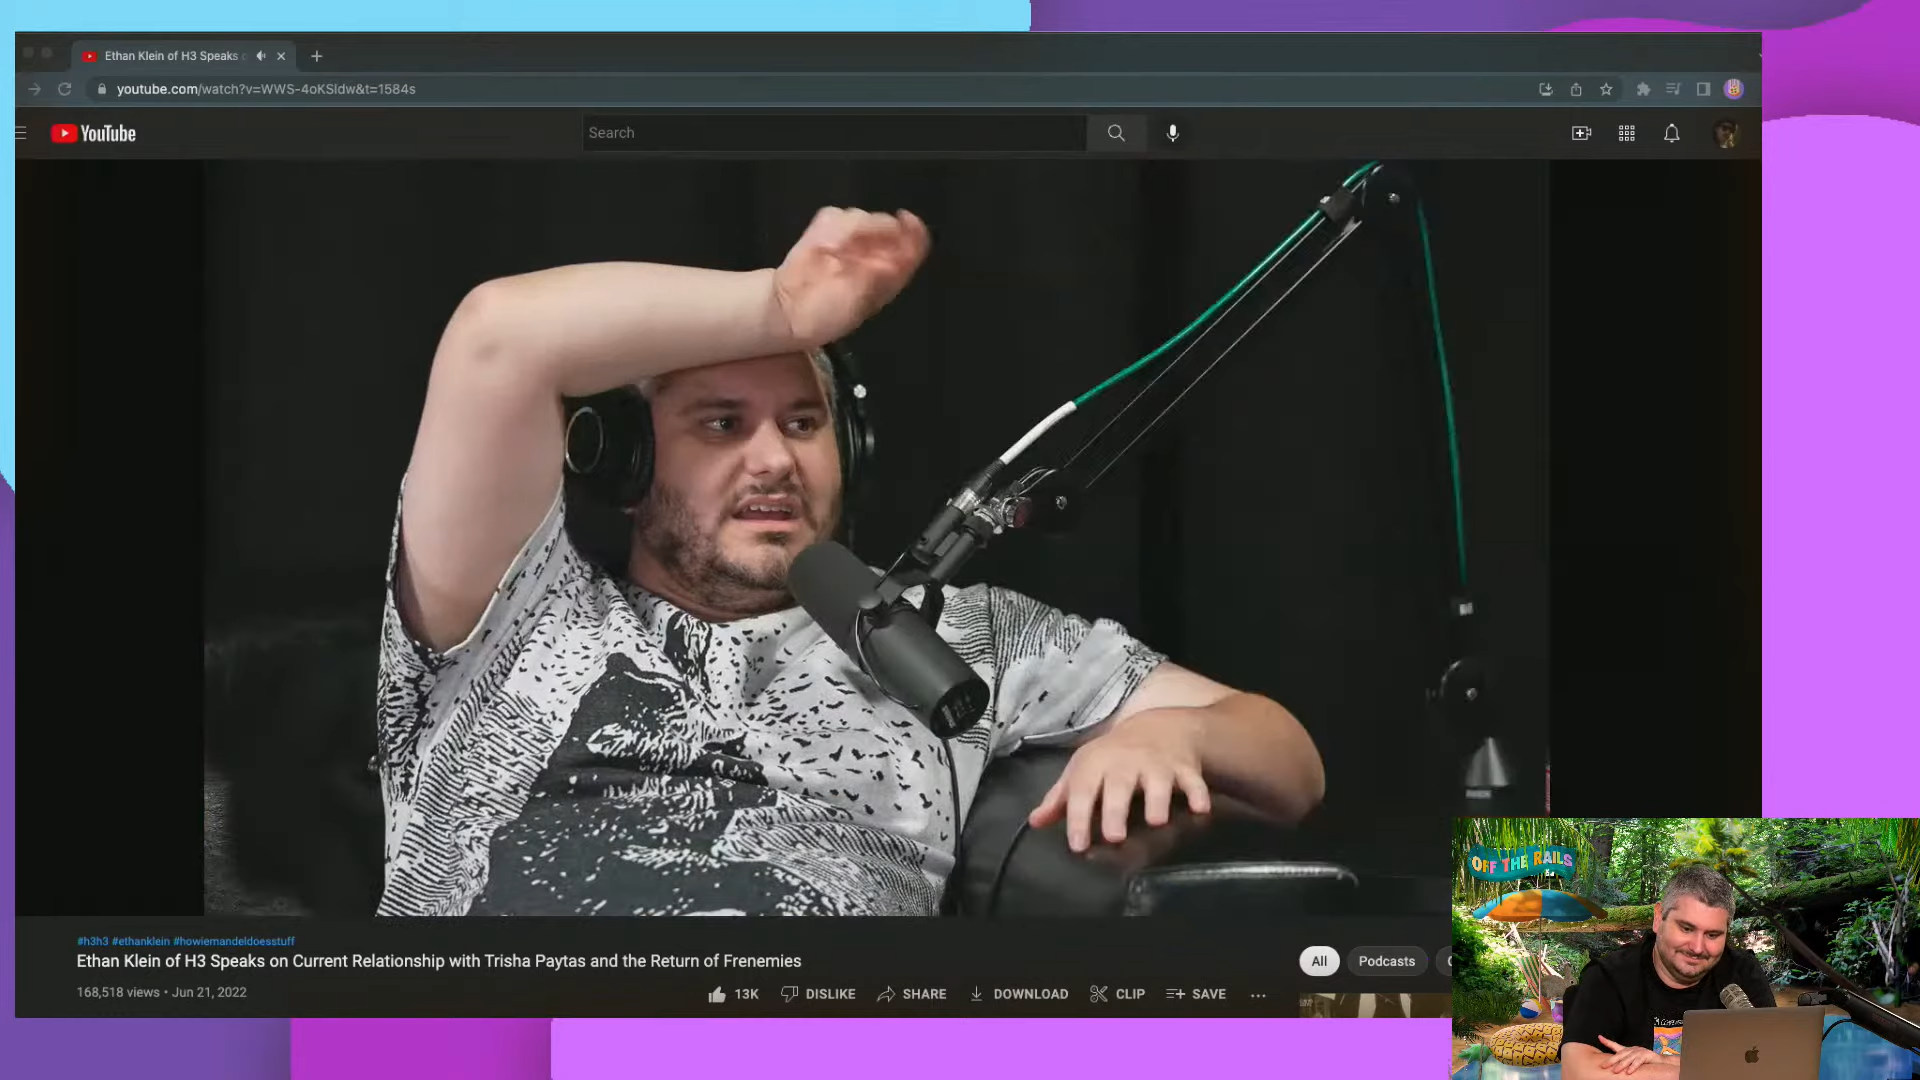 Ethan Klein of H3 Speaks
youtube.com/watch?v=WWS-4oKSldw&t=1584s
YouTube
Search
#h3h3 #ethanklein #howiemandeldoesstuff
Ethan Klein of H3 Speaks on Current Relationship with Trisha Paytas and the Return of Frenemies
168,518 views • Jun 21, 2022
13K
DISLIKE
SHARE
DOWNLOAD
CLIP
SAVE
All
Podcasts
OFF THE RAILS